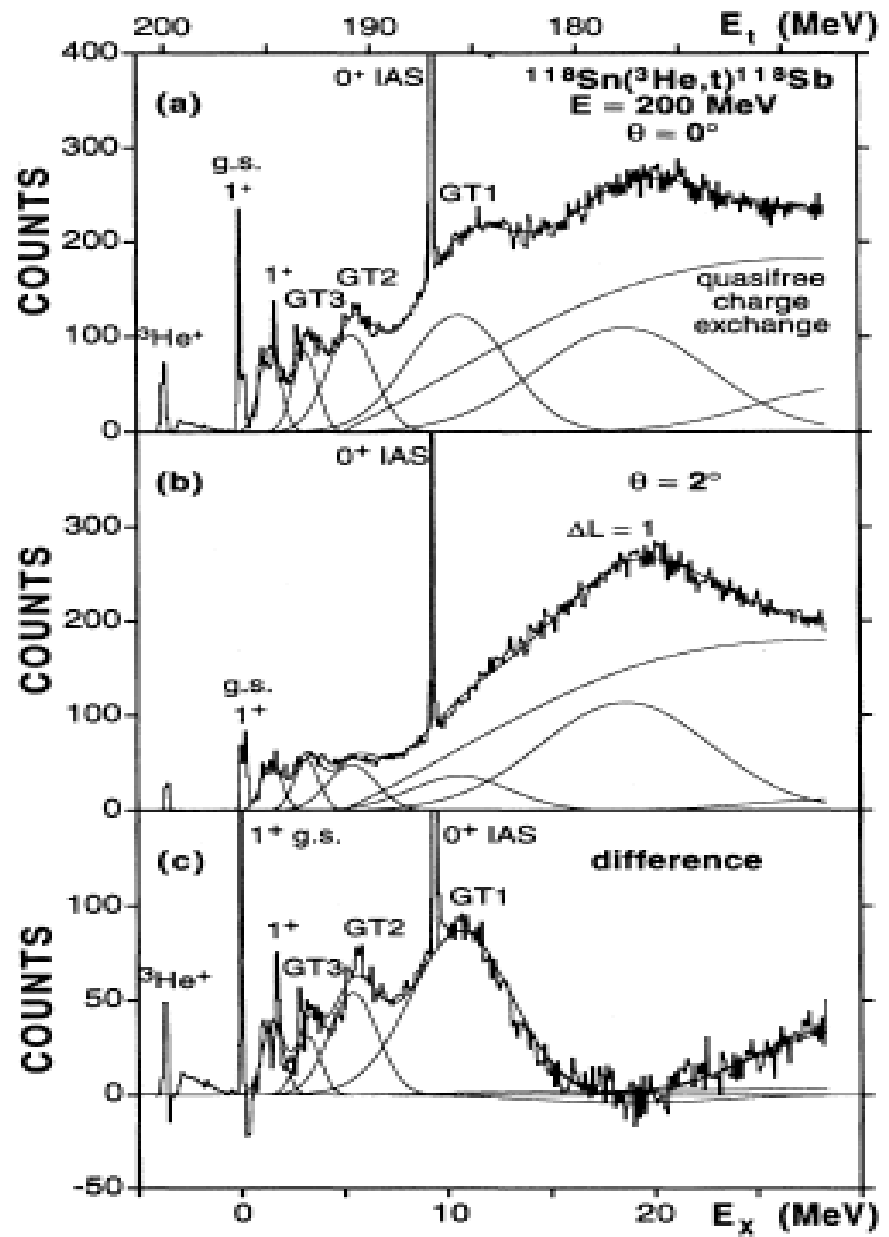 200 190 180 E_t (MeV)
400
(a)
0⁺ IAS
¹¹⁸Sn(³He,t)¹¹⁸Sb
E = 200 MeV
θ = 0°
300
g.s.
1⁺
GT1
COUNTS
200
1⁺
GT2
GT3
quasifree
charge
exchange
100
³He⁺
0
(b)
0⁺ IAS
θ = 2°
300
ΔL = 1
COUNTS
200
g.s.
1⁺
100
0
(c)
1⁺ g.s.
0⁺ IAS
difference
100
GT1
1⁺
GT2
GT3
COUNTS
³He⁺
50
0
-50
0 10 20 E_x (MeV)